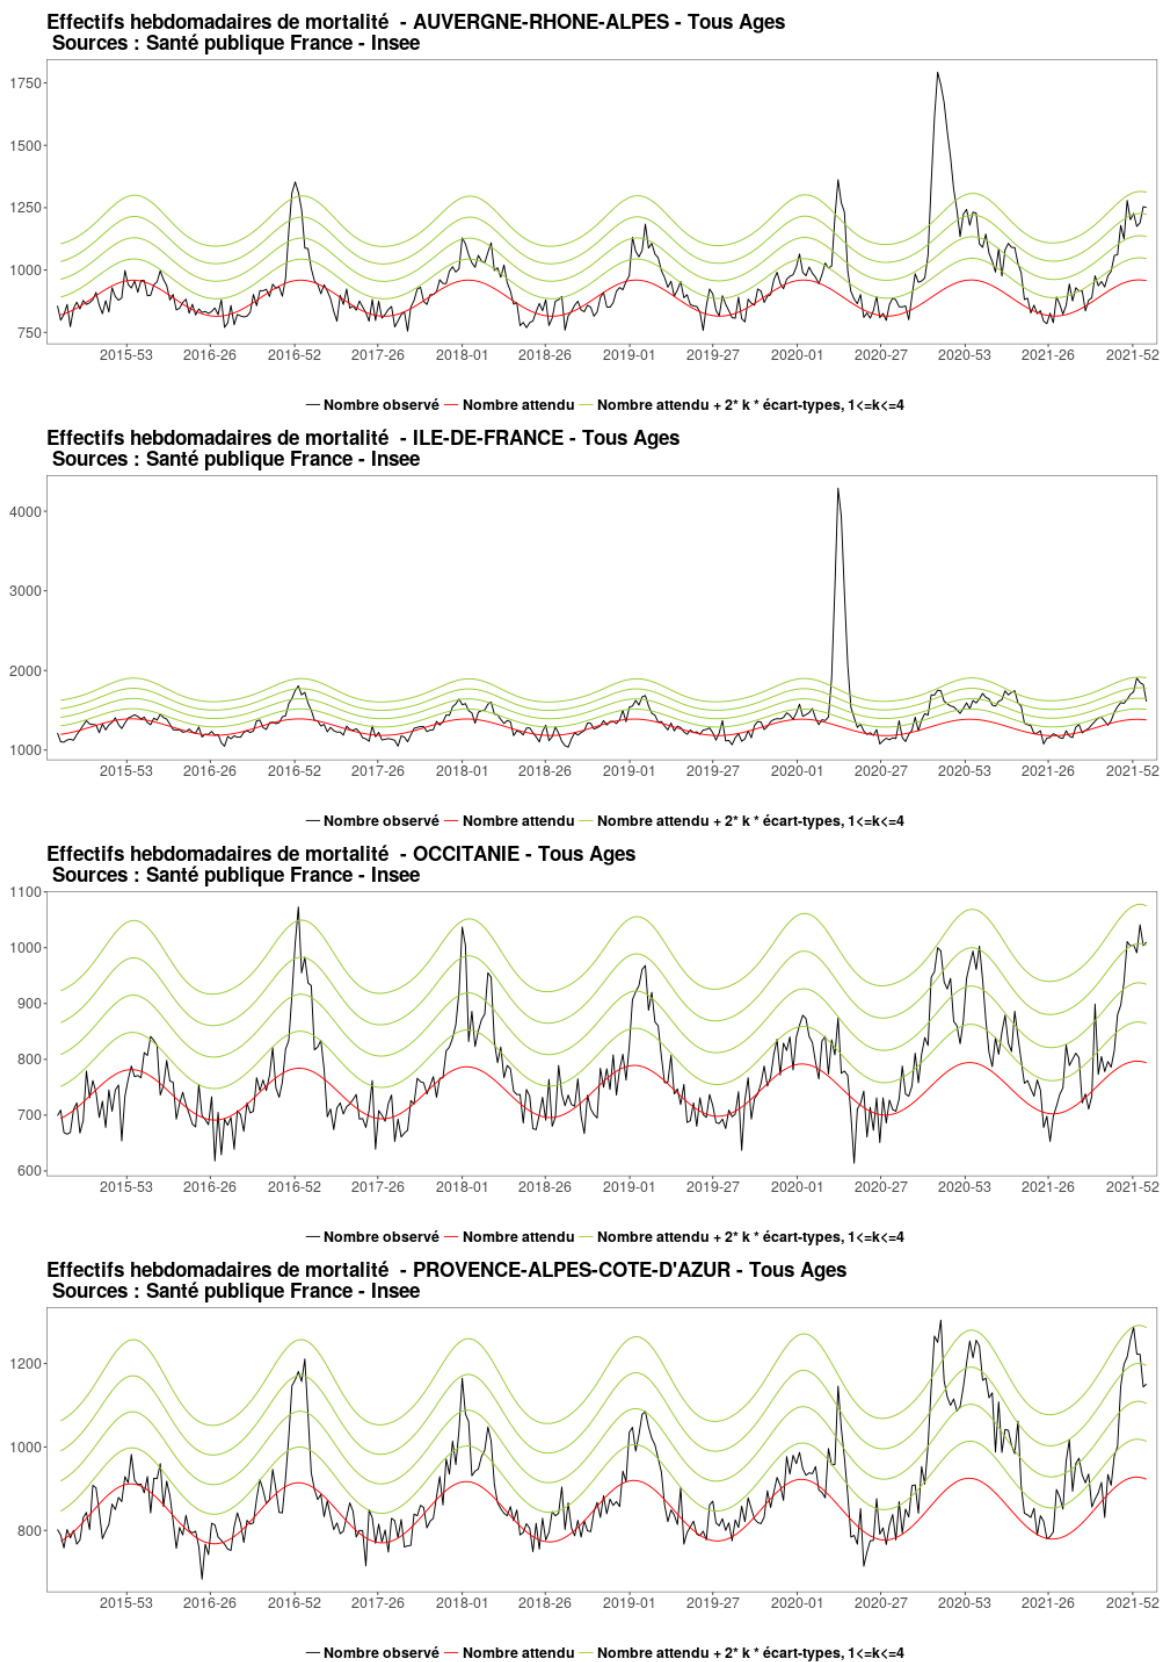 Effectifs hebdomadaires de mortalité - AUVERGNE-RHONE-ALPES - Tous Ages
Sources : Santé publique France - Insee
1750
1500
1250
1000
750
2015-53 2016-26 2016-52 2017-26 2018-01 2018-26 2019-01 2019-27 2020-01 2020-27 2020-53 2021-26 2021-52
Nombre observé Nombre attendu Nombre attendu + 2* k * écart-types, 1<=k<=4
Effectifs hebdomadaires de mortalité - ILE-DE-FRANCE - Tous Ages
Sources : Santé publique France - Insee
4000
3000
2000
1000
2015-53 2016-26 2016-52 2017-26 2018-01 2018-26 2019-01 2019-27 2020-01 2020-27 2020-53 2021-26 2021-52
Nombre observé Nombre attendu Nombre attendu + 2* k * écart-types, 1<=k<=4
Effectifs hebdomadaires de mortalité - OCCITANIE - Tous Ages
Sources : Santé publique France - Insee
1100
1000
900
800
700
600
2015-53 2016-26 2016-52 2017-26 2018-01 2018-26 2019-01 2019-27 2020-01 2020-27 2020-53 2021-26 2021-52
Nombre observé Nombre attendu Nombre attendu + 2* k * écart-types, 1<=k<=4
Effectifs hebdomadaires de mortalité - PROVENCE-ALPES-COTE-D'AZUR - Tous Ages
Sources : Santé publique France - Insee
1200
1000
800
2015-53 2016-26 2016-52 2017-26 2018-01 2018-26 2019-01 2019-27 2020-01 2020-27 2020-53 2021-26 2021-52
Nombre observé Nombre attendu Nombre attendu + 2* k * écart-types, 1<=k<=4